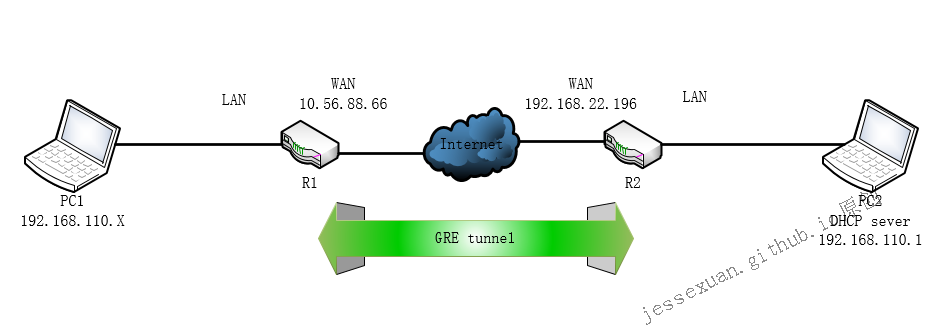 LAN
WAN
10.56.88.66
WAN
192.168.22.196
LAN
Internet
R1
R2
PC1
192.168.110.X
PC2
DHCP sever
192.168.110.1
GRE tunnel
jessexuan.github.io原创